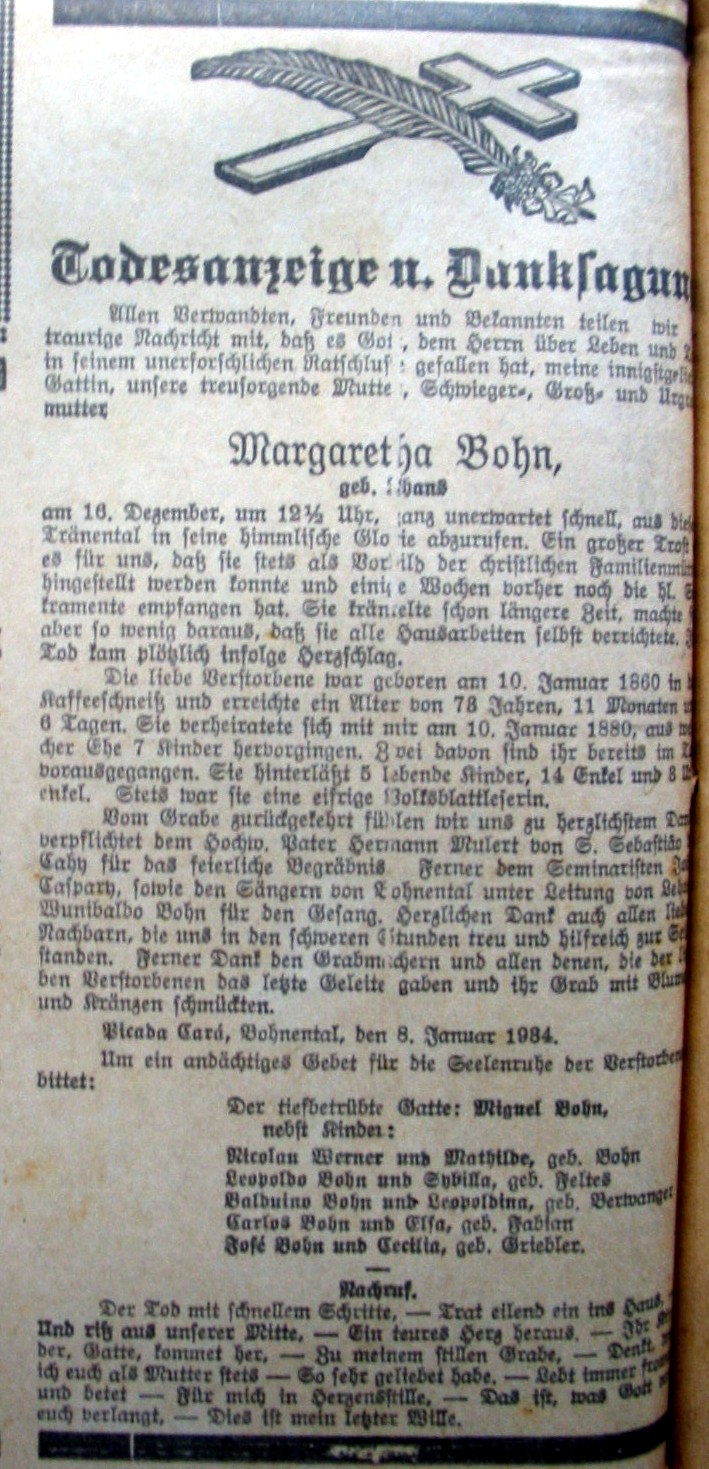 Todesanzeige u. Danksagun
Allen Verwandten, Freunden und Bekannten teilen wir
traurige Nachricht mit, daß es Got , dem Herrn über Leben und
in seinem unerforschlichen Ratschluß gefallen hat, meine innigstgelie
Gattin, unsere treusorgende Mutte , Schwieger-, Groß- und Urg
mutter
Margaretha Bohn,
geb. hans
am 16. Dezember, um 12½ Uhr, ganz unerwartet schnell, aus die
Tränental in seine himmlische Glo ie abzurufen. Ein großer Trost
es für uns, daß sie stets als Vor ild der christlichen Familienmü
hingestellt werden konnte und einige Wochen vorher noch die hl. S
kramente empfangen hat. Sie kränkelte schon längere Zeit, machte
aber so wenig daraus, daß sie alle Hausarbeiten selbst verrichtete.
Tod kam plötzlich infolge Herzschlag.
Die liebe Verstorbene war geboren am 10. Januar 1860 in
Kaffeeschneiß und erreichte ein Alter von 73 Jahren, 11 Monaten
6 Tagen. Sie verheiratete sich mit mir am 10. Januar 1880, aus
cher Ehe 7 Kinder hervorgingen. Zwei davon sind ihr bereits im
vorausgegangen. Sie hinterläßt 5 lebende Kinder, 14 Enkel und 8
enkel. Stets war sie eine eifrige Volksblattleserin.
Vom Grabe zurückgekehrt fühlen wir uns zu herzlichstem Dan
verpflichtet dem Hochw. Pater Hermann Mulert von S. Sebastião
Cahy für das feierliche Begräbnis Ferner dem Seminaristen
Caspary, sowie den Sängern von Bohnental unter Leitung von Leh
Wunibaldo Bohn für den Gesang. Herzlichen Dank auch allen lieb
Nachbarn, die uns in den schweren Stunden treu und hilfreich zur Se
standen. Ferner Dank den Grabmachern und allen denen, die der
ben Verstorbenen das letzte Geleite gaben und ihr Grab mit Blum
und Kränzen schmückten.
Picada Cará, Bohnental, den 8. Januar 1934.
Um ein andächtiges Gebet für die Seelenruhe der Verstorben
bittet:
Der tiefbetrübte Gatte: Miguel Bohn,
nebst Kinder:
Nicolau Werner und Mathilde, geb. Bohn
Leopoldo Bohn und Sybilla, geb. Feltes
Balduino Bohn und Leopoldina, geb. Berwanger
Carlos Bohn und Elsa, geb. Fabian
José Bohn und Cecilia, geb. Griebler.
Nachruf.
Der Tod mit schnellem Schritte, — Trat eilend ein ins Haus,
Und riß aus unserer Mitte, — Ein teures Herz heraus. — Ihr
der, Gatte, kommet her, — Zu meinem stillen Grabe, — Denkt,
ich euch als Mutter stets — So sehr geliebet habe. — Lebt immer
und betet — Für mich in Herzensstille, — Das ist, was Gott
euch verlangt, — Dies ist mein letzter Wille.